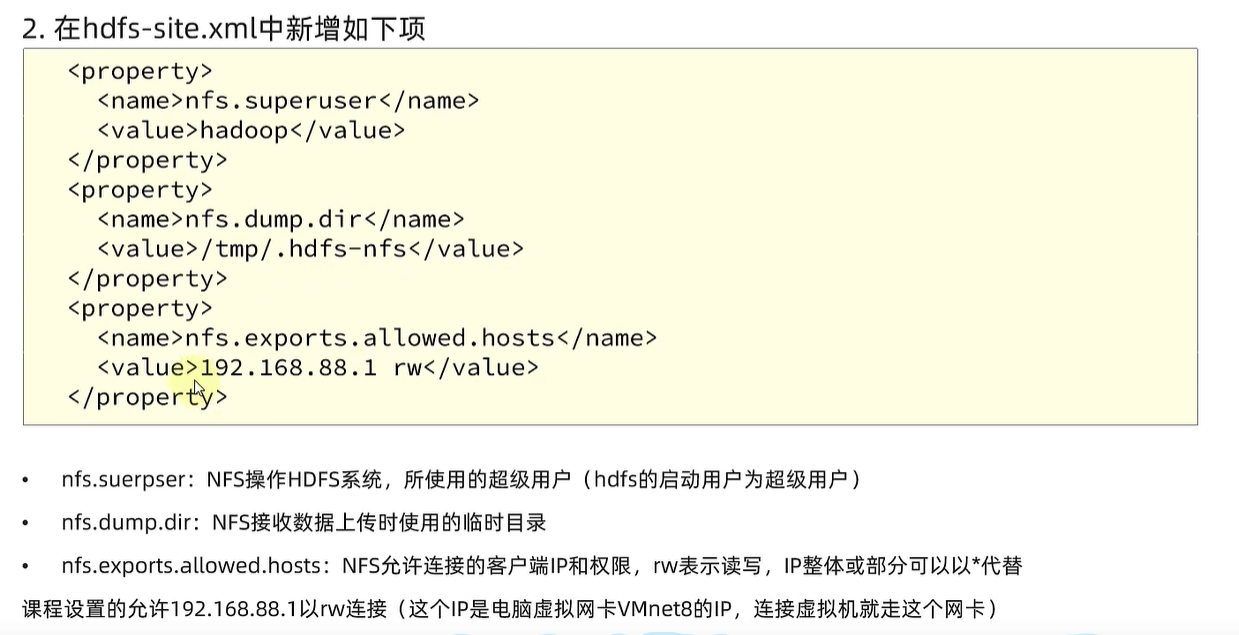 2. 在hdfs-site.xml中新增如下项
<property>
<name>nfs.superuser</name>
<value>hadoop</value>
</property>
<property>
<name>nfs.dump.dir</name>
<value>/tmp/.hdfs-nfs</value>
</property>
<property>
<name>nfs.exports.allowed.hosts</name>
<value>192.168.88.1 rw</value>
</property>
• nfs.suerpser：NFS操作HDFS系统，所使用的超级用户（hdfs的启动用户为超级用户）
• nfs.dump.dir：NFS接收数据上传时使用的临时目录
• nfs.exports.allowed.hosts：NFS允许连接的客户端IP和权限，rw表示读写，IP整体或部分可以以*代替
课程设置的允许192.168.88.1以rw连接（这个IP是电脑虚拟网卡VMnet8的IP，连接虚拟机就走这个网卡）